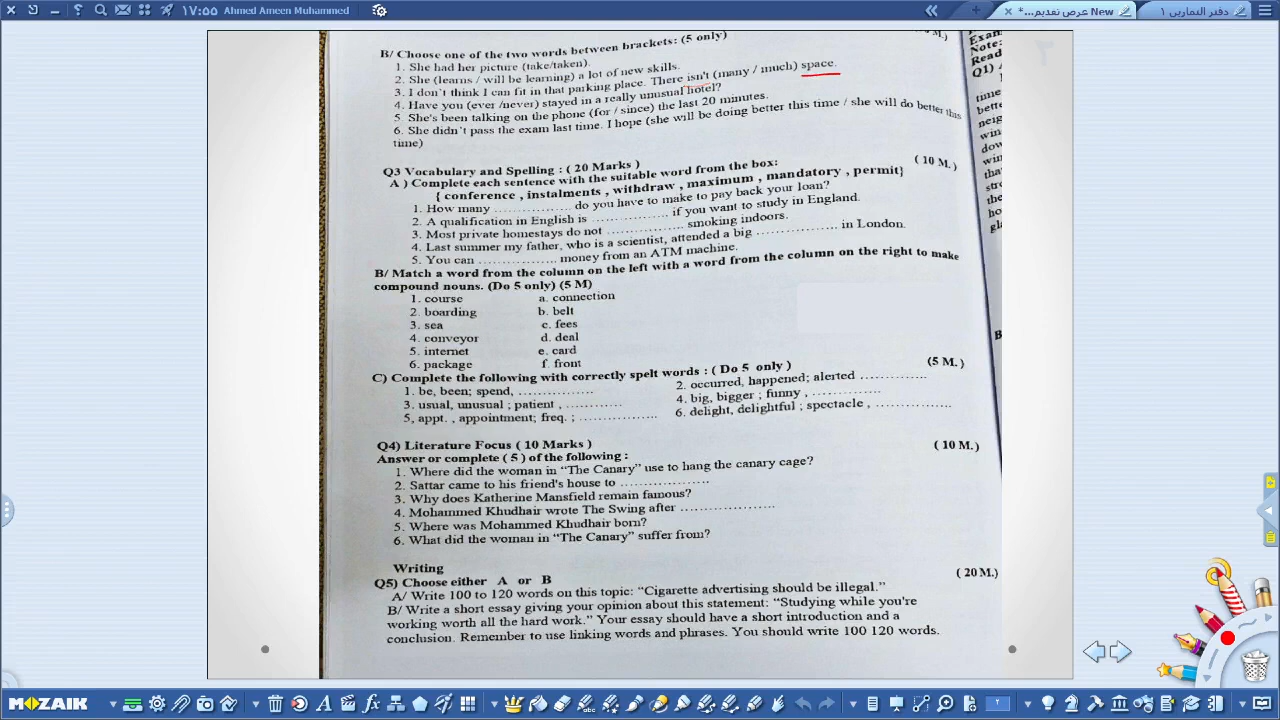 ١٧:٥٥ Ahmed Ameen Muhammed
New عرض تقديم...*
دفتر التمارين ١
B/ Choose one of the two words between brackets: (5 only)
1. She had her picture (take/taken).
2. She (learns / will be learning) a lot of new skills.
3. I don't think I can fit in that parking place. There isn't (many / much) space.
4. Have you (ever /never) stayed in a really unusual hotel?
5. She's been talking on the phone (for / since) the last 20 minutes.
6. She didn't pass the exam last time. I hope (she will be doing better this time / she will do better this
time)
Q3 Vocabulary and Spelling : ( 20 Marks )
A ) Complete each sentence with the suitable word from the box: ( 10 M.)
{ conference , instalments , withdraw , maximum , mandatory , permit}
1. How many ................ do you have to make to pay back your loan?
2. A qualification in English is ................ if you want to study in England.
3. Most private homestays do not ................ smoking indoors.
4. Last summer my father, who is a scientist, attended a big ................ in London.
5. You can ................ money from an ATM machine.
B/ Match a word from the column on the left with a word from the column on the right to make
compound nouns. (Do 5 only) (5 M)
1. course a. connection
2. boarding b. belt
3. sea c. fees
4. conveyor d. deal
5. internet e. card
6. package f. front
C) Complete the following with correctly spelt words : ( Do 5 only ) (5 M.)
1. be, been; spend, ................ 2. occurred, happened; alerted ................
3. usual, unusual ; patient , ............ 4. big, bigger ; funny , ................
5, appt. , appointment; freq. ; ................ 6. delight, delightful ; spectacle , ................
Q4) Literature Focus ( 10 Marks ) ( 10 M.)
Answer or complete ( 5 ) of the following :
1. Where did the woman in “The Canary” use to hang the canary cage?
2. Sattar came to his friend's house to ...................
3. Why does Katherine Mansfield remain famous?
4. Mohammed Khudhair wrote The Swing after ...................
5. Where was Mohammed Khudhair born?
6. What did the woman in “The Canary” suffer from?
Writing
Q5) Choose either A or B ( 20 M.)
A/ Write 100 to 120 words on this topic: “Cigarette advertising should be illegal.”
B/ Write a short essay giving your opinion about this statement: “Studying while you're
working worth all the hard work.” Your essay should have a short introduction and a
conclusion. Remember to use linking words and phrases. You should write 100 120 words.
Note:
Q1)
MOZAIK